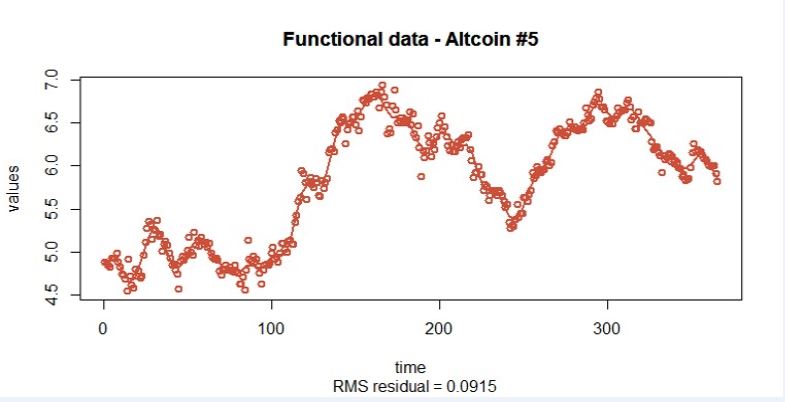 Functional data - Altcoin #5
values
7.0
6.5
6.0
5.5
5.0
4.5
0 100 200 300
time
RMS residual = 0.0915